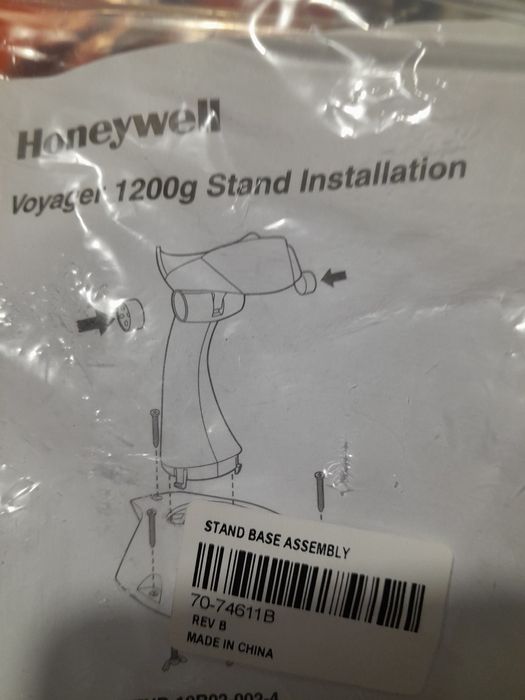 Honeywell
Voyager 1200g Stand Installation
STAND BASE ASSEMBLY
70-74611B
REV B
MADE IN CHINA